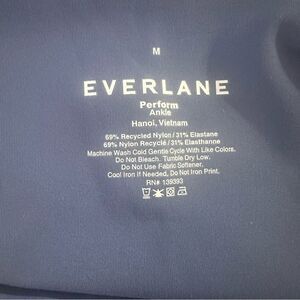 M
EVERLANE
Perform
Ankle
Hanoi, Vietnam
69% Recycled Nylon / 31% Elastane
69% Nylon Recyclé / 31% Elasthanne
Machine Wash Cold Gentle Cycle With Like Colors.
Do Not Bleach. Tumble Dry Low.
Do Not Use Fabric Softener.
Cool Iron If Needed, Do Not Iron Print.
RN# 139393